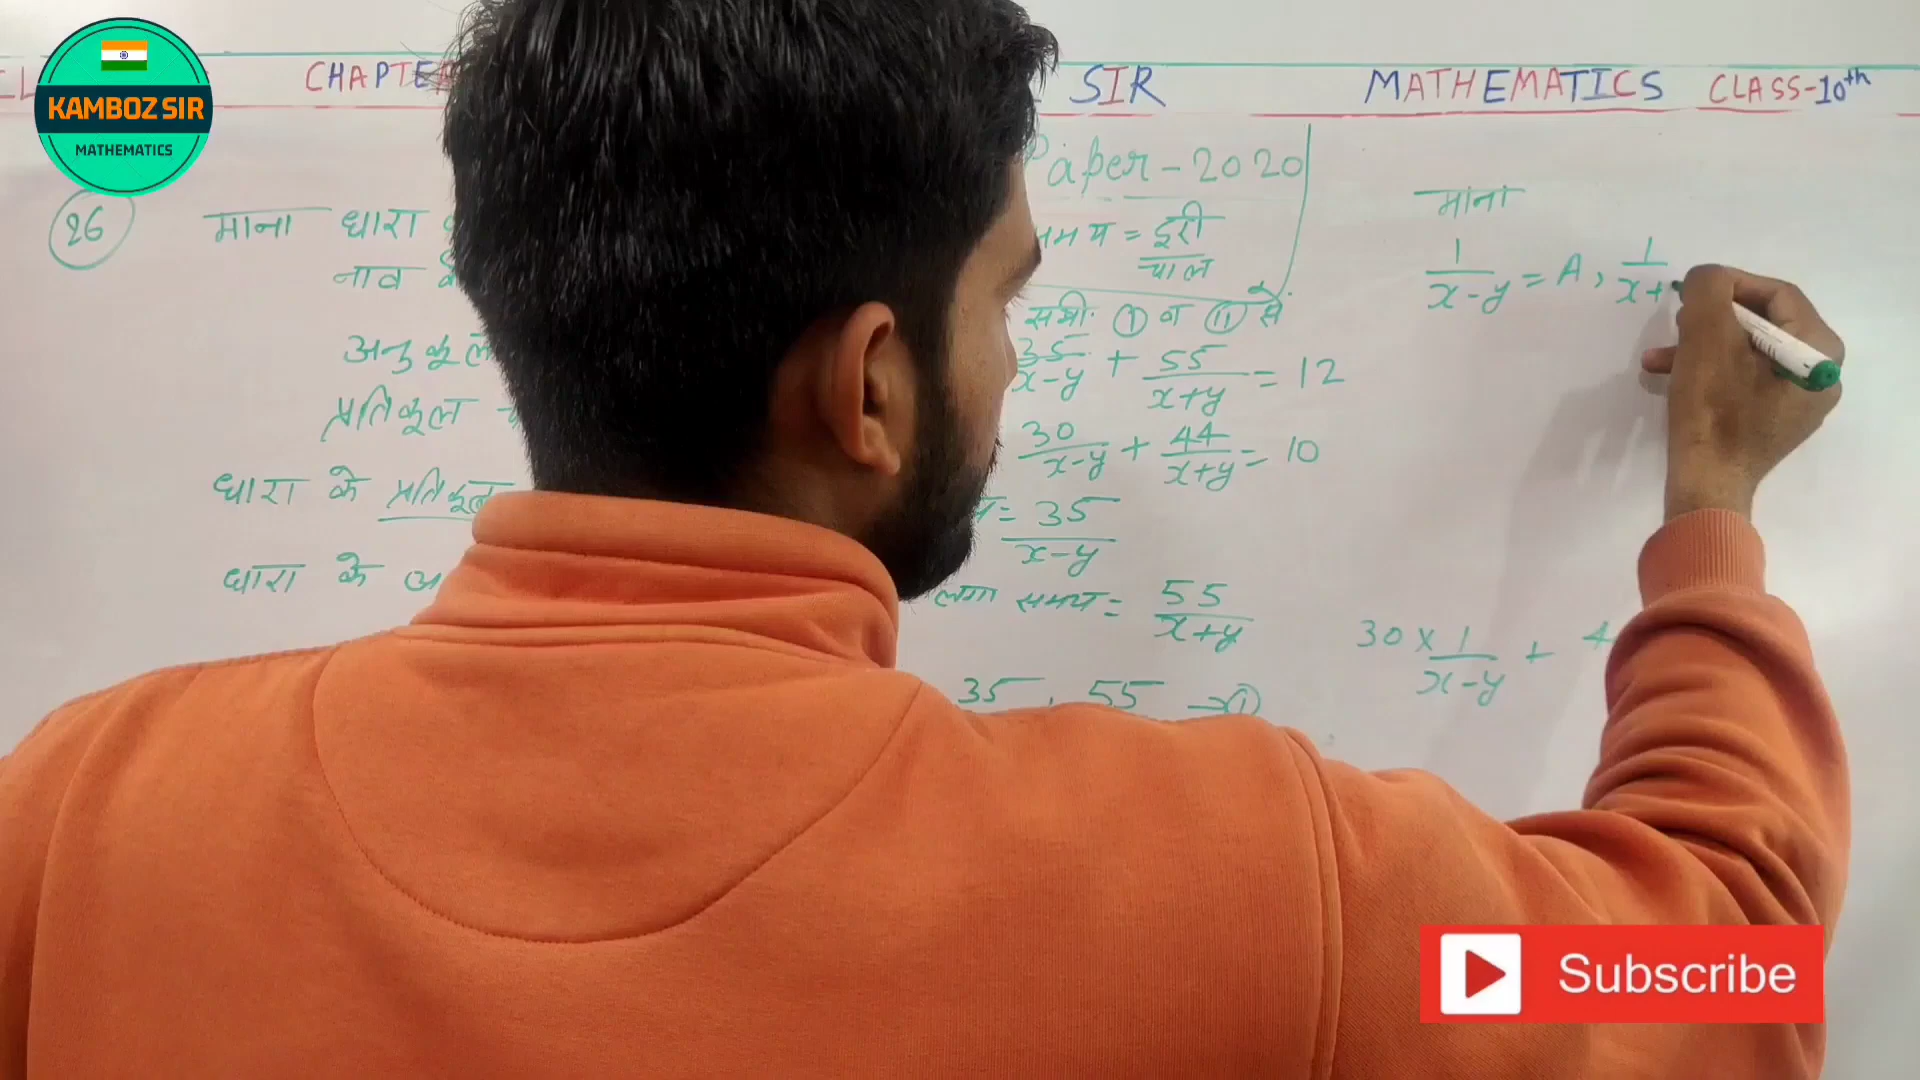 KAMBOZ SIR
MATHEMATICS
SIR MATHEMATICS CLASS-10th
Paper-2020
26
माना धारा
नाव
समय = दूरी
चाल
अनुकूल
प्रतिकूल
धारा के प्रतिकूल
धारा के
समी. ① व ⑪ से
35/x-y + 55/x+y = 12
30/x-y + 44/x+y = 10
= 35/x-y
लगा समय = 55/x+y
35 55 →①
माना
1/x-y = A, 1/x+
30 × 1/x-y + 4
Subscribe